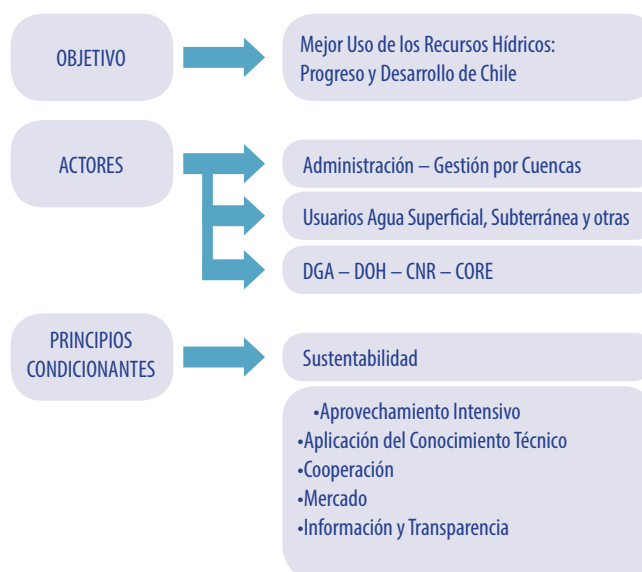 OBJETIVO
Mejor Uso de los Recursos Hídricos:
Progreso y Desarrollo de Chile
ACTORES
Administración – Gestión por Cuencas
Usuarios Agua Superficial, Subterránea y otras
DGA – DOH – CNR – CORE
PRINCIPIOS
CONDICIONANTES
Sustentabilidad
•Aprovechamiento Intensivo
•Aplicación del Conocimiento Técnico
•Cooperación
•Mercado
•Información y Transparencia